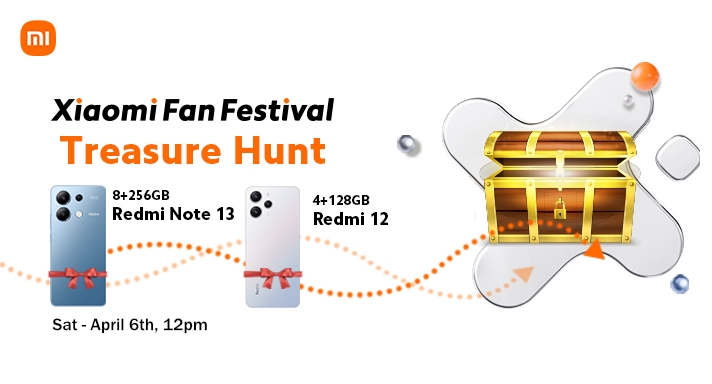 mi
Xiaomi Fan Festival
Treasure Hunt
8+256GB
Redmi Note 13
4+128GB
Redmi 12
Sat - April 6th, 12pm